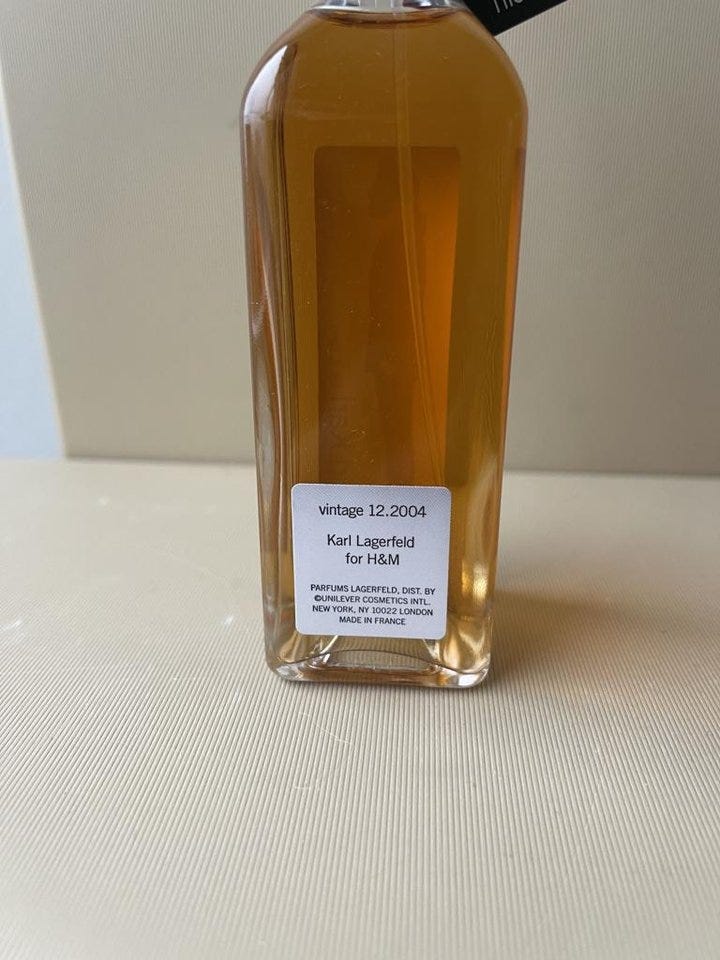 vintage 12.2004
Karl Lagerfeld
for H&M
PARFUMS LAGERFELD, DIST. BY
©UNILEVER COSMETICS INTL.
NEW YORK, NY 10022 LONDON
MADE IN FRANCE